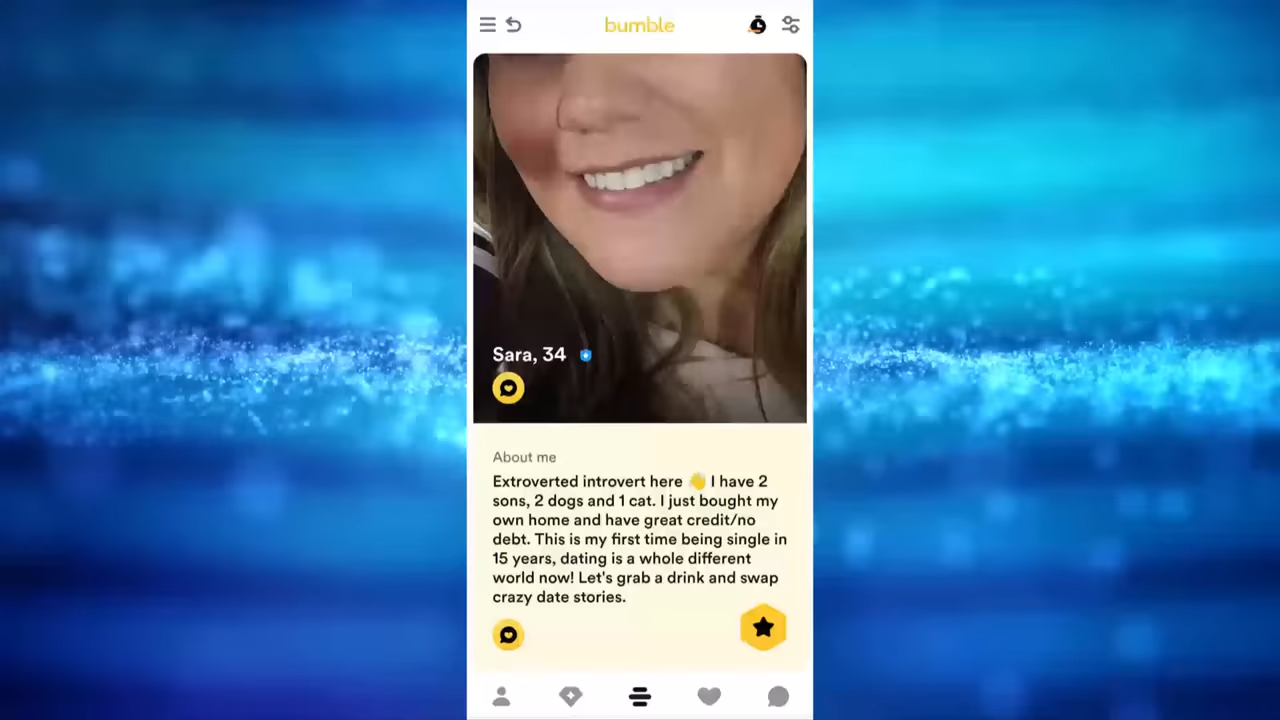 bumble
Sara, 34
About me
Extroverted introvert here 👋 I have 2
sons, 2 dogs and 1 cat. I just bought my
own home and have great credit/no
debt. This is my first time being single in
15 years, dating is a whole different
world now! Let's grab a drink and swap
crazy date stories.